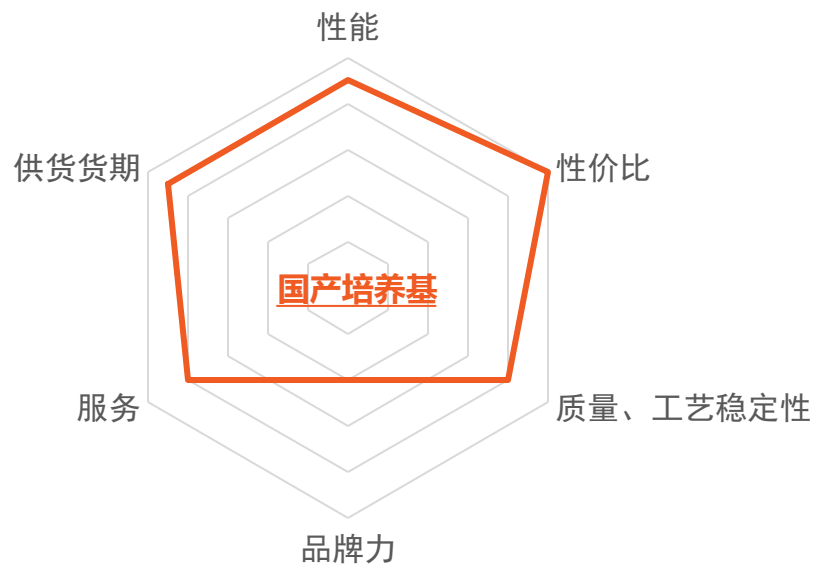 性能
供货货期
性价比
国产培养基
服务
质量、工艺稳定性
品牌力